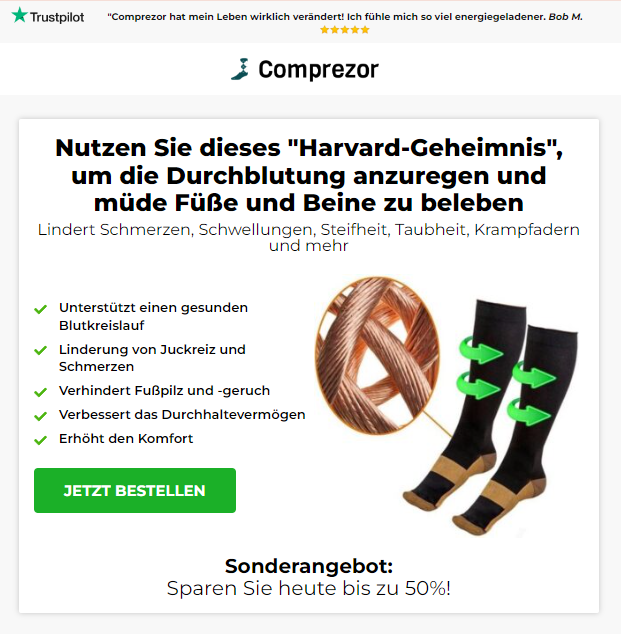 Trustpilot
"Comprezor hat mein Leben wirklich verändert! Ich fühle mich so viel energiegeladener. Bob M.
Comprezor
Nutzen Sie dieses "Harvard-Geheimnis",
um die Durchblutung anzuregen und
müde Füße und Beine zu beleben
Lindert Schmerzen, Schwellungen, Steifheit, Taubheit, Krampfadern
und mehr
Unterstützt einen gesunden
Blutkreislauf
Linderung von Juckreiz und
Schmerzen
Verhindert Fußpilz und -geruch
Verbessert das Durchhaltevermögen
Erhöht den Komfort
JETZT BESTELLEN
Sonderangebot:
Sparen Sie heute bis zu 50%!